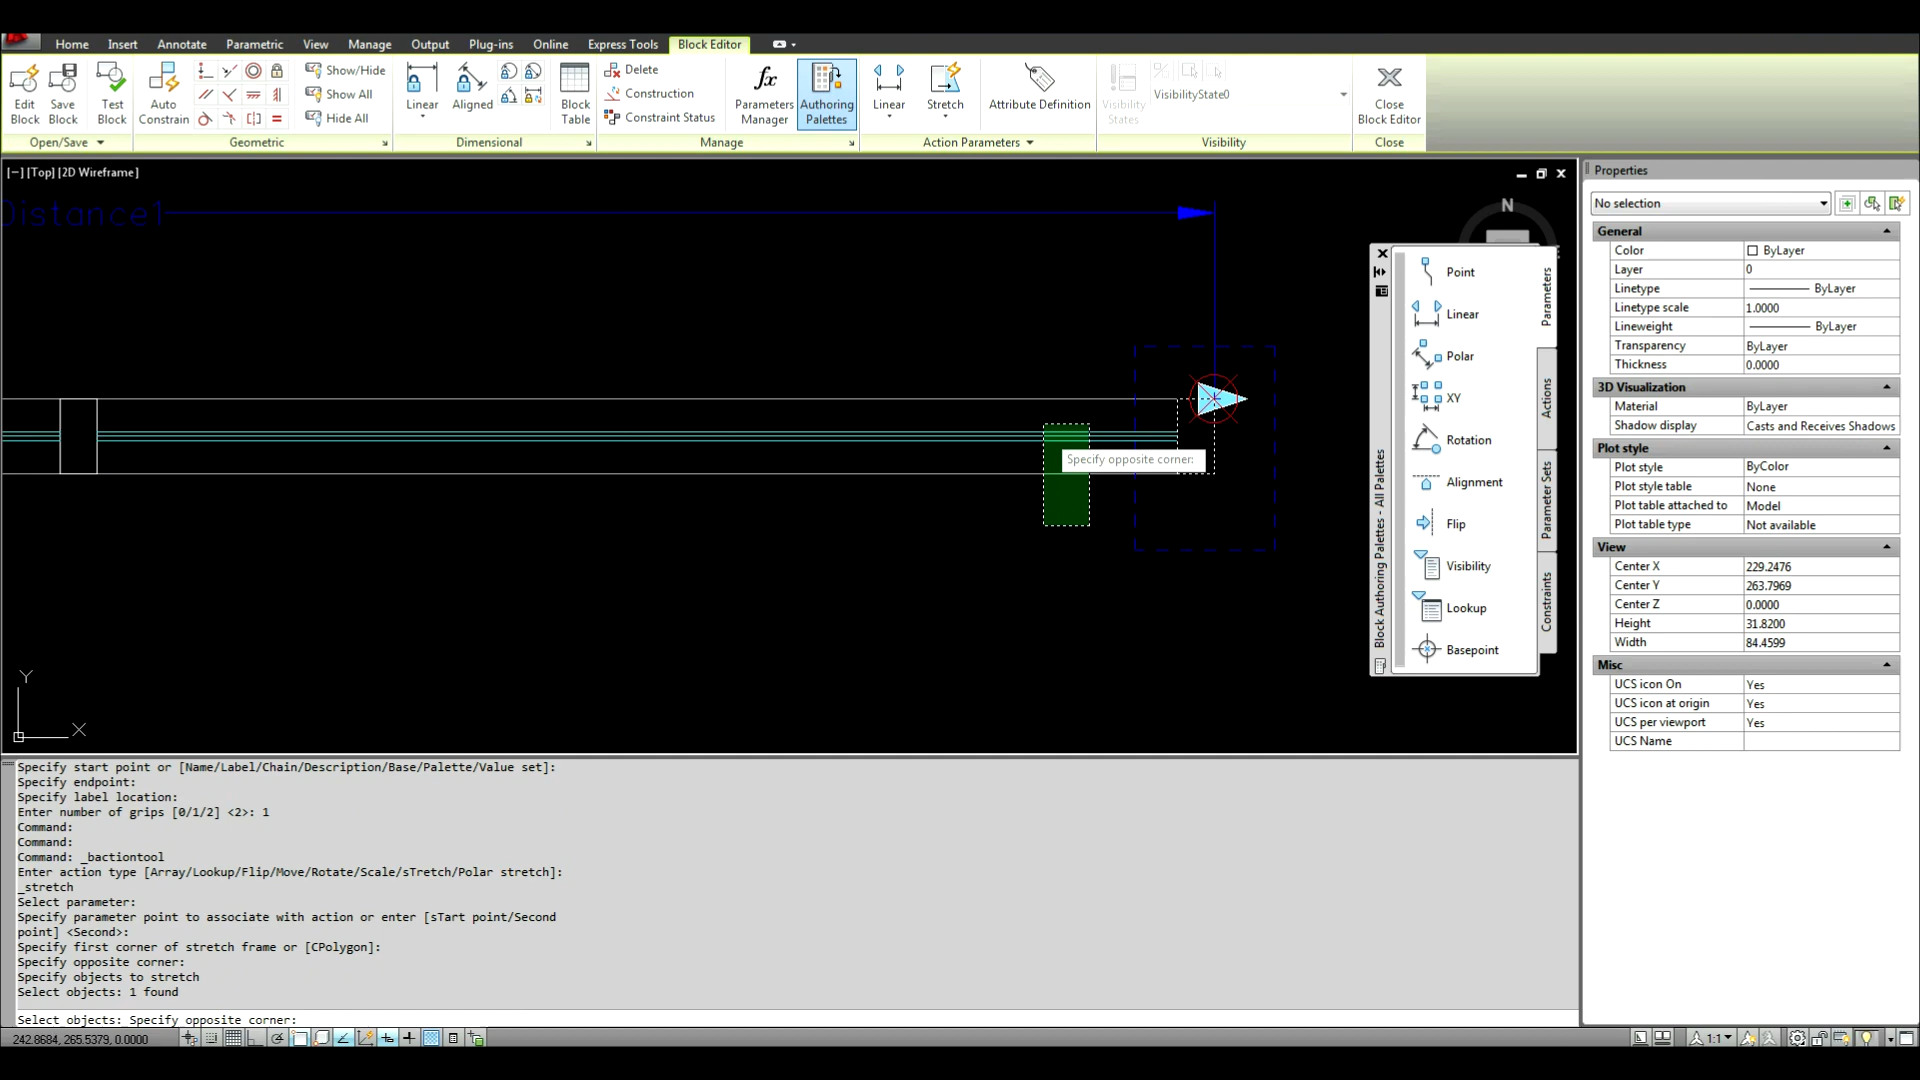 Home Insert Annotate Parametric View Manage Output Plug-ins Online Express Tools Block Editor
Edit Block
Save Block
Test Block
Open/Save
Auto Constrain
Show/Hide
Show All
Hide All
Geometric
Linear
Aligned
Dimensional
Block Table
Delete
Construction
Constraint Status
Parameters Manager
Authoring Palettes
Manage
Linear
Stretch
Action Parameters
Attribute Definition
Visibility States
VisibilityState0
Visibility
Close Block Editor
Close
[−] [Top] [2D Wireframe]
Distance1
N
Specify opposite corner:
Y
X
Block Authoring Palettes - All Palettes
Point
Linear
Polar
XY
Rotation
Alignment
Flip
Visibility
Lookup
Basepoint
Parameters
Actions
Parameter Sets
Constraints
Properties
No selection
General
Color ByLayer
Layer 0
Linetype ByLayer
Linetype scale 1.0000
Lineweight ByLayer
Transparency ByLayer
Thickness 0.0000
3D Visualization
Material ByLayer
Shadow display Casts and Receives Shadows
Plot style
Plot style ByColor
Plot style table None
Plot table attached to Model
Plot table type Not available
View
Center X 229.2476
Center Y 263.7969
Center Z 0.0000
Height 31.8200
Width 84.4599
Misc
UCS icon On Yes
UCS icon at origin Yes
UCS per viewport Yes
UCS Name
Specify start point or [Name/Label/Chain/Description/Base/Palette/Value set]:
Specify endpoint:
Specify label location:
Enter number of grips [0/1/2] <2>: 1
Command:
Command:
Command: _bactiontool
Enter action type [Array/Lookup/Flip/Move/Rotate/Scale/sTretch/Polar stretch]:
_stretch
Select parameter:
Specify parameter point to associate with action or enter [sTart point/Second
point] <Second>:
Specify first corner of stretch frame or [CPolygon]:
Specify opposite corner:
Specify objects to stretch
Select objects: 1 found
Select objects: Specify opposite corner:
242.8684, 265.5379, 0.0000
1:1